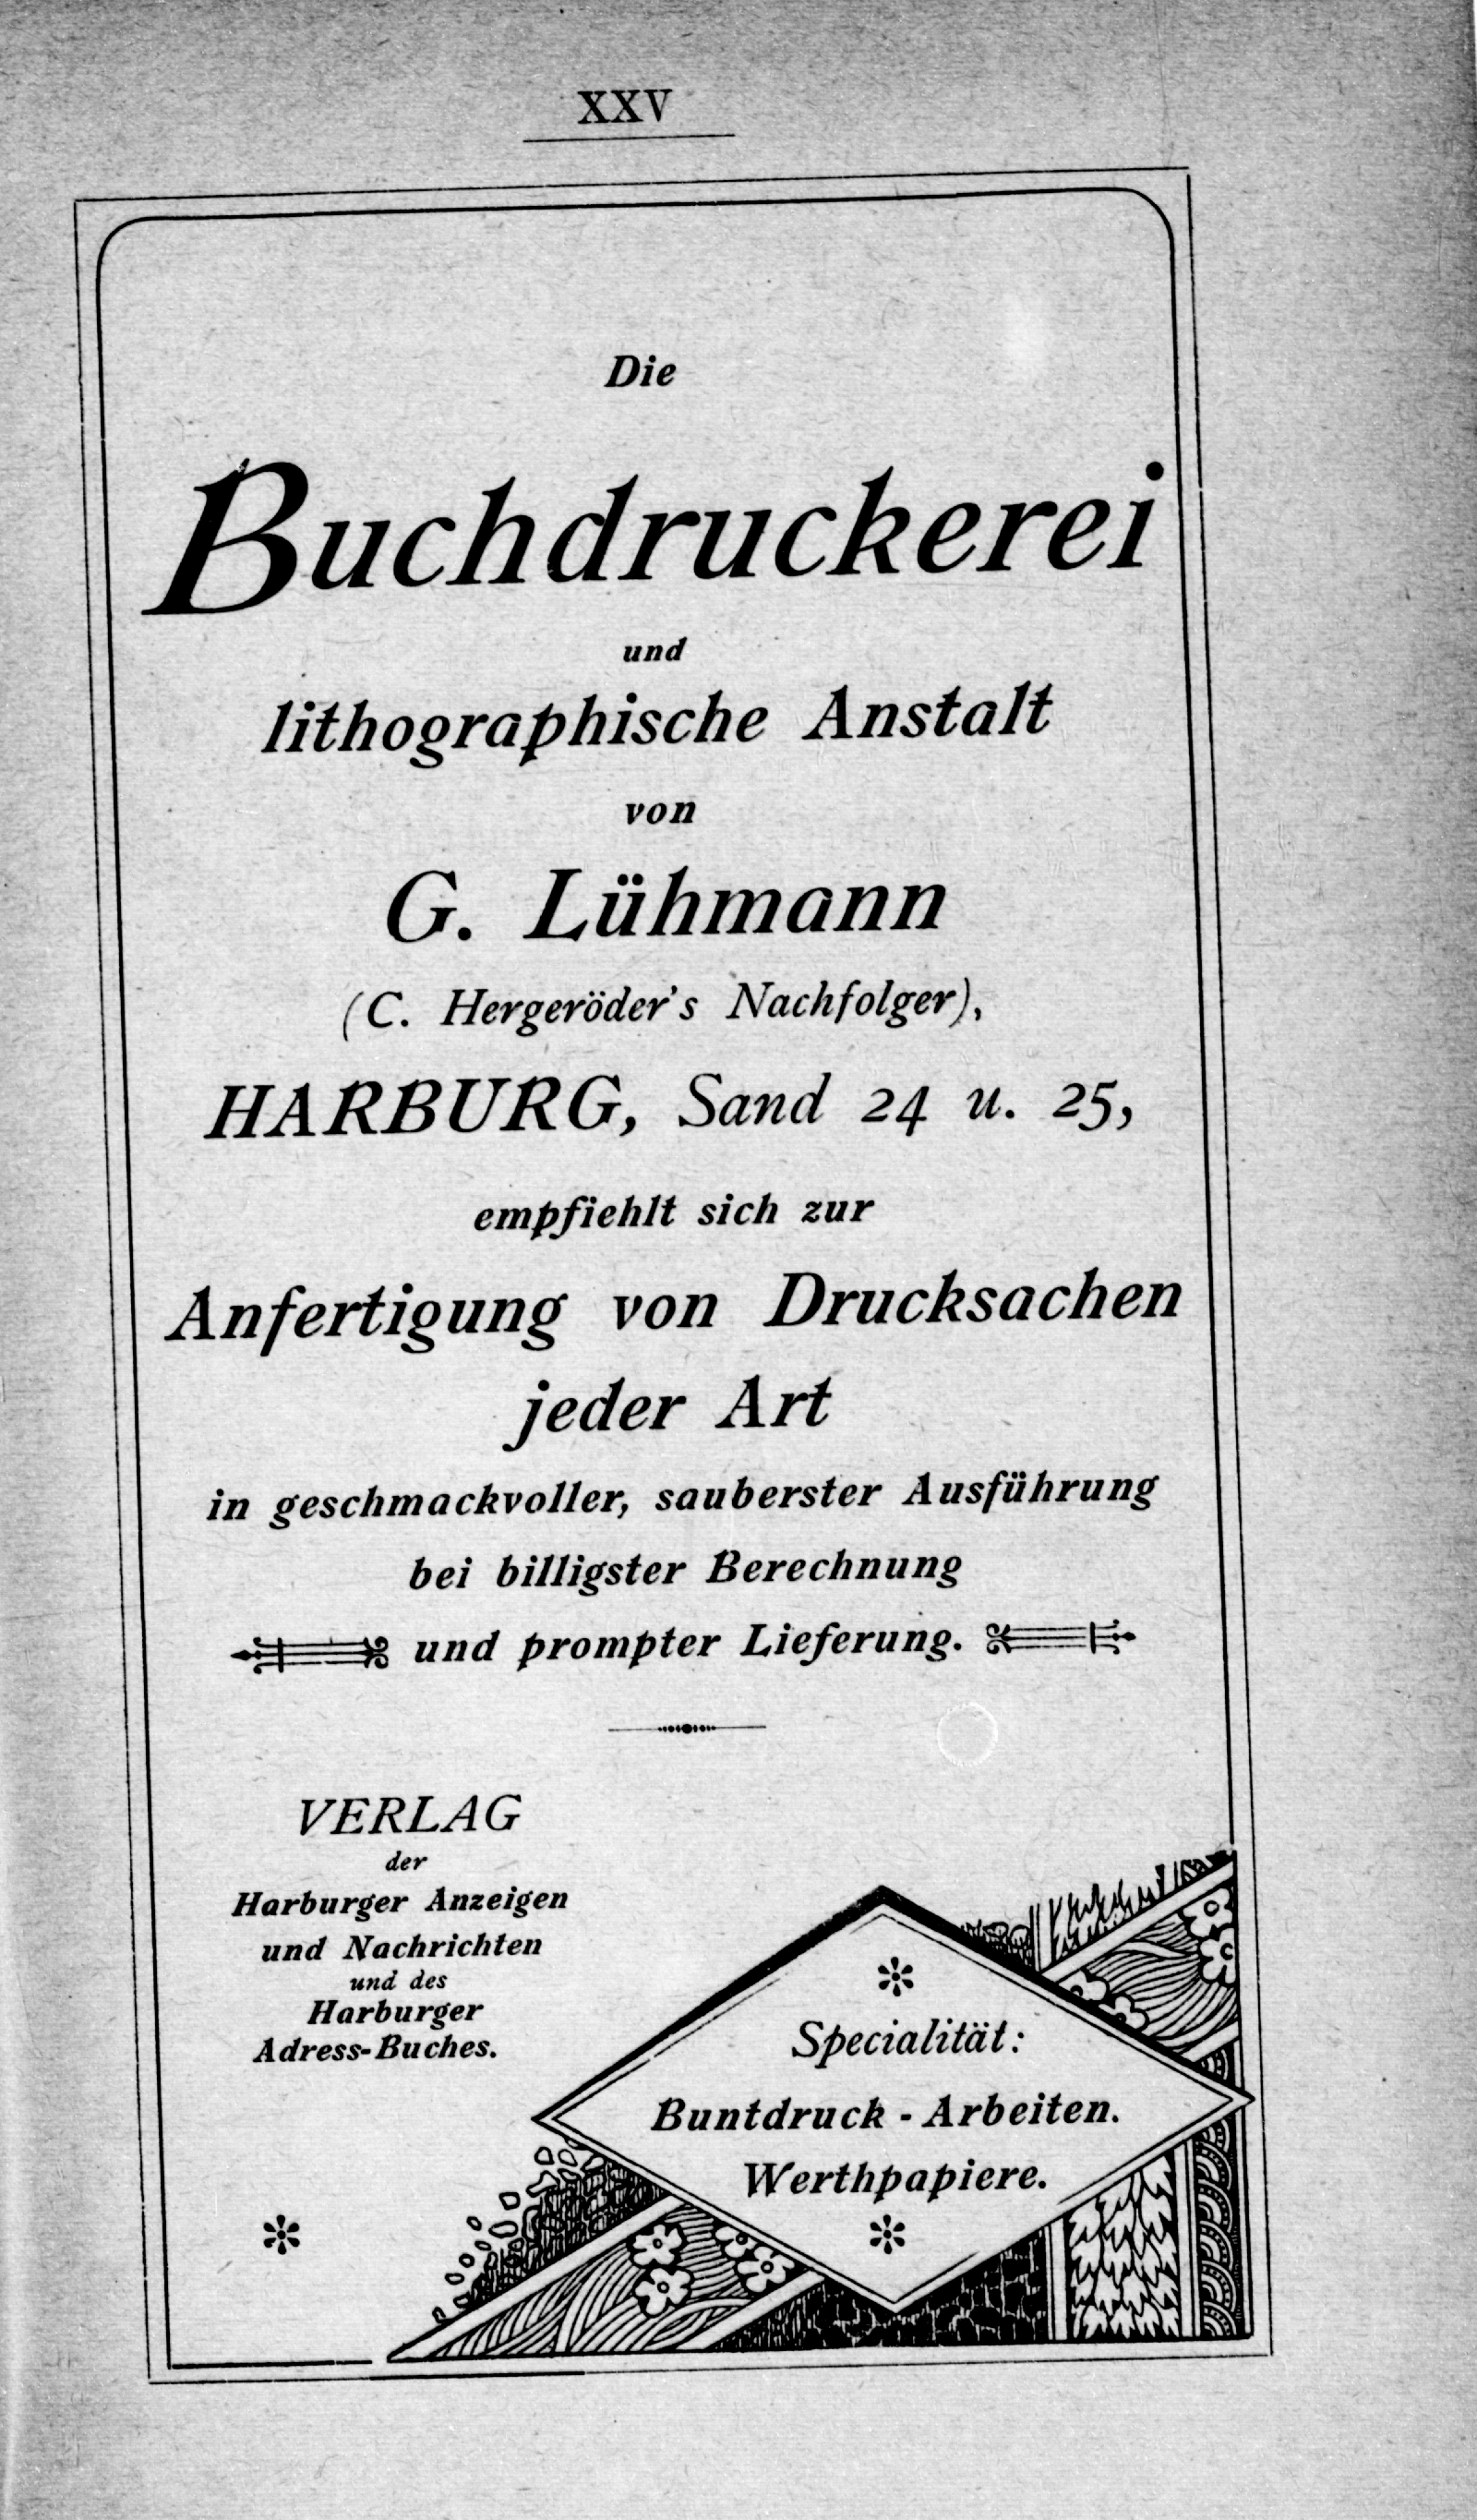 XXV
Die
Buchdruckerei
und
lithographische Anstalt
von
G. Lühmann
(C. Hergeröder's Nachfolger),
HARBURG, Sand 24 u. 25,
empfiehlt sich zur
Anfertigung von Drucksachen
jeder Art
in geschmackvoller, sauberster Ausführung
bei billigster Berechnung
und prompter Lieferung.
VERLAG
der
Harburger Anzeigen
und Nachrichten
und des
Harburger
Adress-Buches.
Specialität:
Buntdruck - Arbeiten.
Werthpapiere.